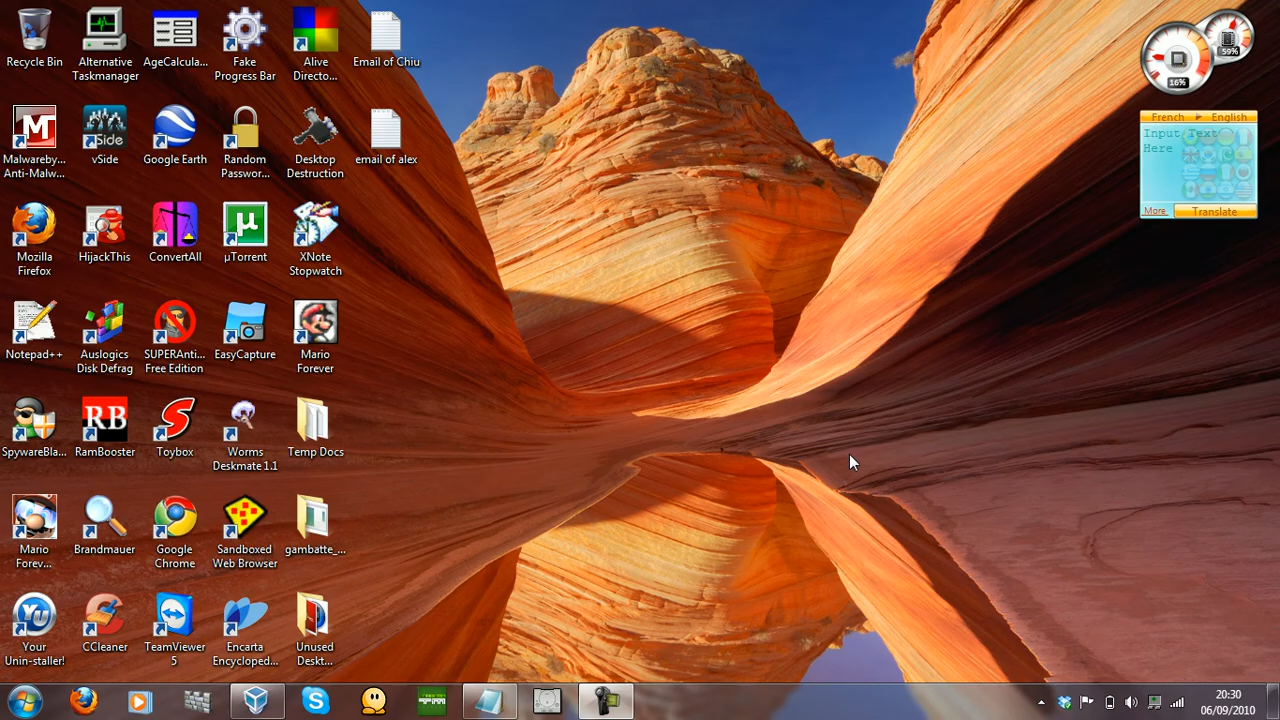 Recycle Bin
Alternative
Taskmanager
AgeCalcula...
Fake
Progress Bar
Alive
Directo...
Email of Chiu
Malwareby...
Anti-Malw...
vSide
Google Earth
Random
Passwor...
Desktop
Destruction
email of alex
Mozilla
Firefox
HijackThis
ConvertAll
µTorrent
XNote
Stopwatch
Notepad++
Auslogics
Disk Defrag
SUPERAnti...
Free Edition
EasyCapture
Mario
Forever
SpywareBla...
RB
RamBooster
Toybox
Worms
Deskmate 1.1
Temp Docs
Mario
Forev...
Brandmauer
Google
Chrome
Sandboxed
Web Browser
gambatte_...
Yu
Your
Unin-staller!
CCleaner
TeamViewer
5
Encarta
Encycloped...
Unused
Deskt...
16%
59%
French
English
Input Text
Here
More
Translate
20:30
06/09/2010